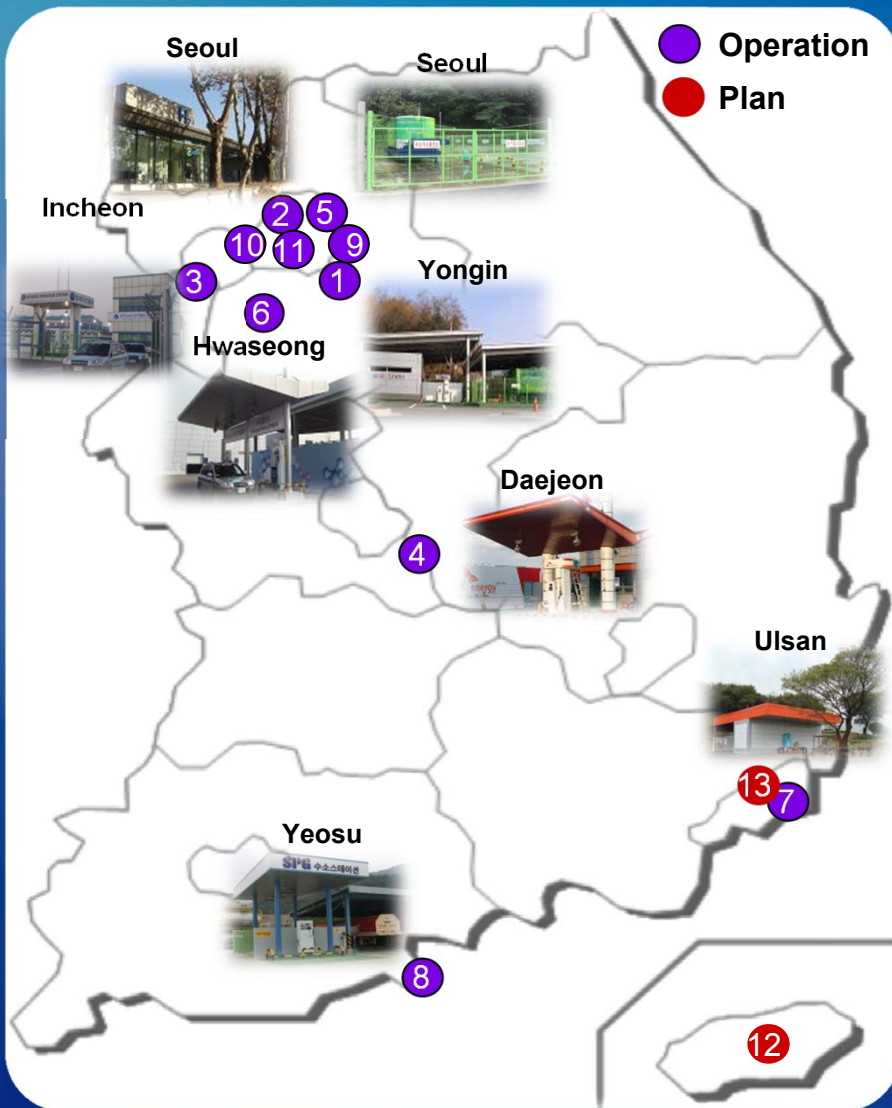 Operation
Plan
Seoul
Seoul
Incheon
2
5
10
11
9
3
1
6
Yongin
Hwaseong
Daejeon
4
energy
Ulsan
13
7
Yeosu
SPG 수소스테이션
8
12